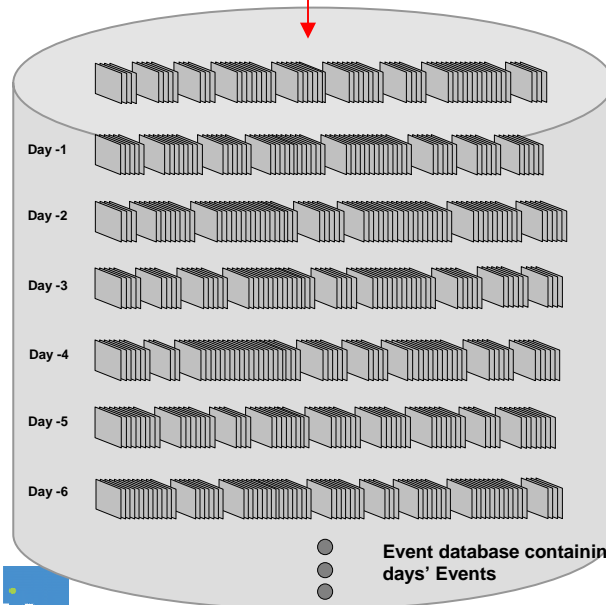 Day -1
Day -2
Day -3
Day -4
Day -5
Day -6
Event database containin
days' Events